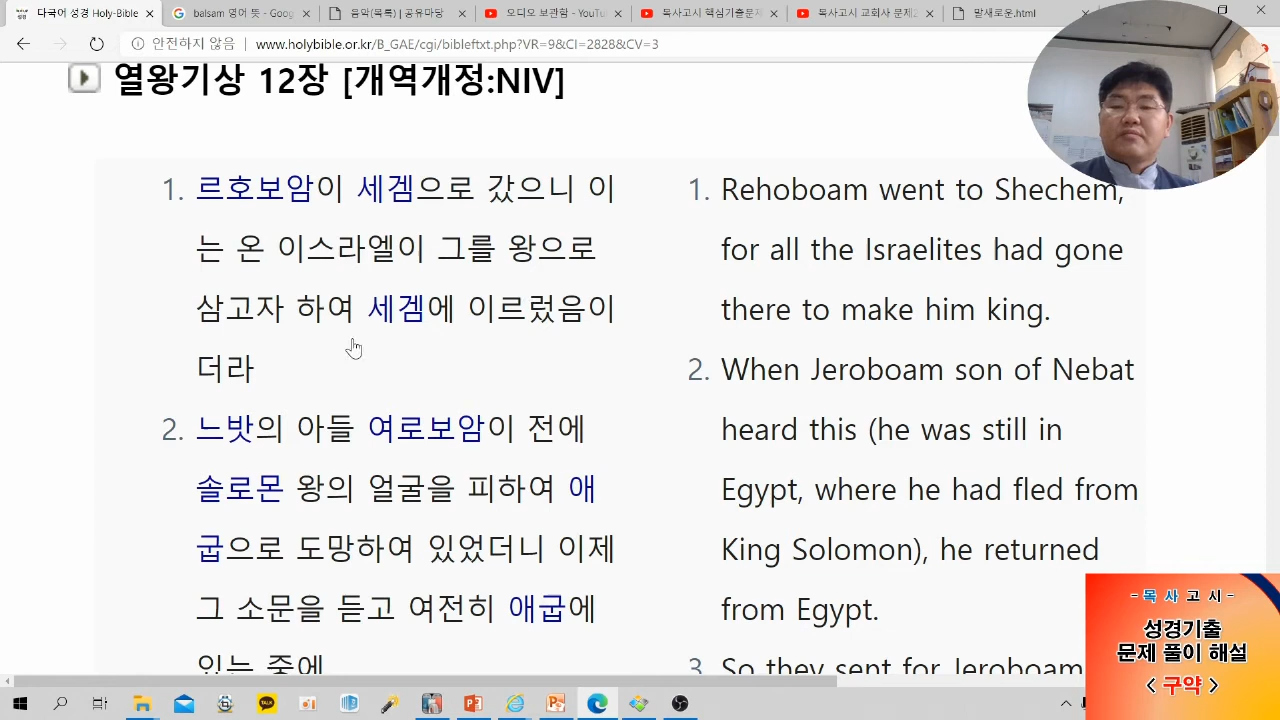 다국어 성경 Holy-Bible
balsam 영어 뜻 - Goog
음악(목록) | 공유마당
오디오 보관함 - YouTu
목사고시 핵심기출문
목사고시 교회사 문제2
말새로운.html
안전하지 않음
www.holybible.or.kr/B_GAE/cgi/bibleftxt.php?VR=9&CI=2828&CV=3
열왕기상 12장 [개역개정:NIV]
1. 르호보암이 세겜으로 갔으니 이
는 온 이스라엘이 그를 왕으로
삼고자 하여 세겜에 이르렀음이
더라
2. 느밧의 아들 여로보암이 전에
솔로몬 왕의 얼굴을 피하여 애
굽으로 도망하여 있었더니 이제
그 소문을 듣고 여전히 애굽에
있는 중에
1. Rehoboam went to Shechem,
for all the Israelites had gone
there to make him king.
2. When Jeroboam son of Nebat
heard this (he was still in
Egypt, where he had fled from
King Solomon), he returned
from Egypt.
3. So they sent for Jeroboam
- 목 사 고 시 -
성경기출
문제 풀이 해설
< 구약 >